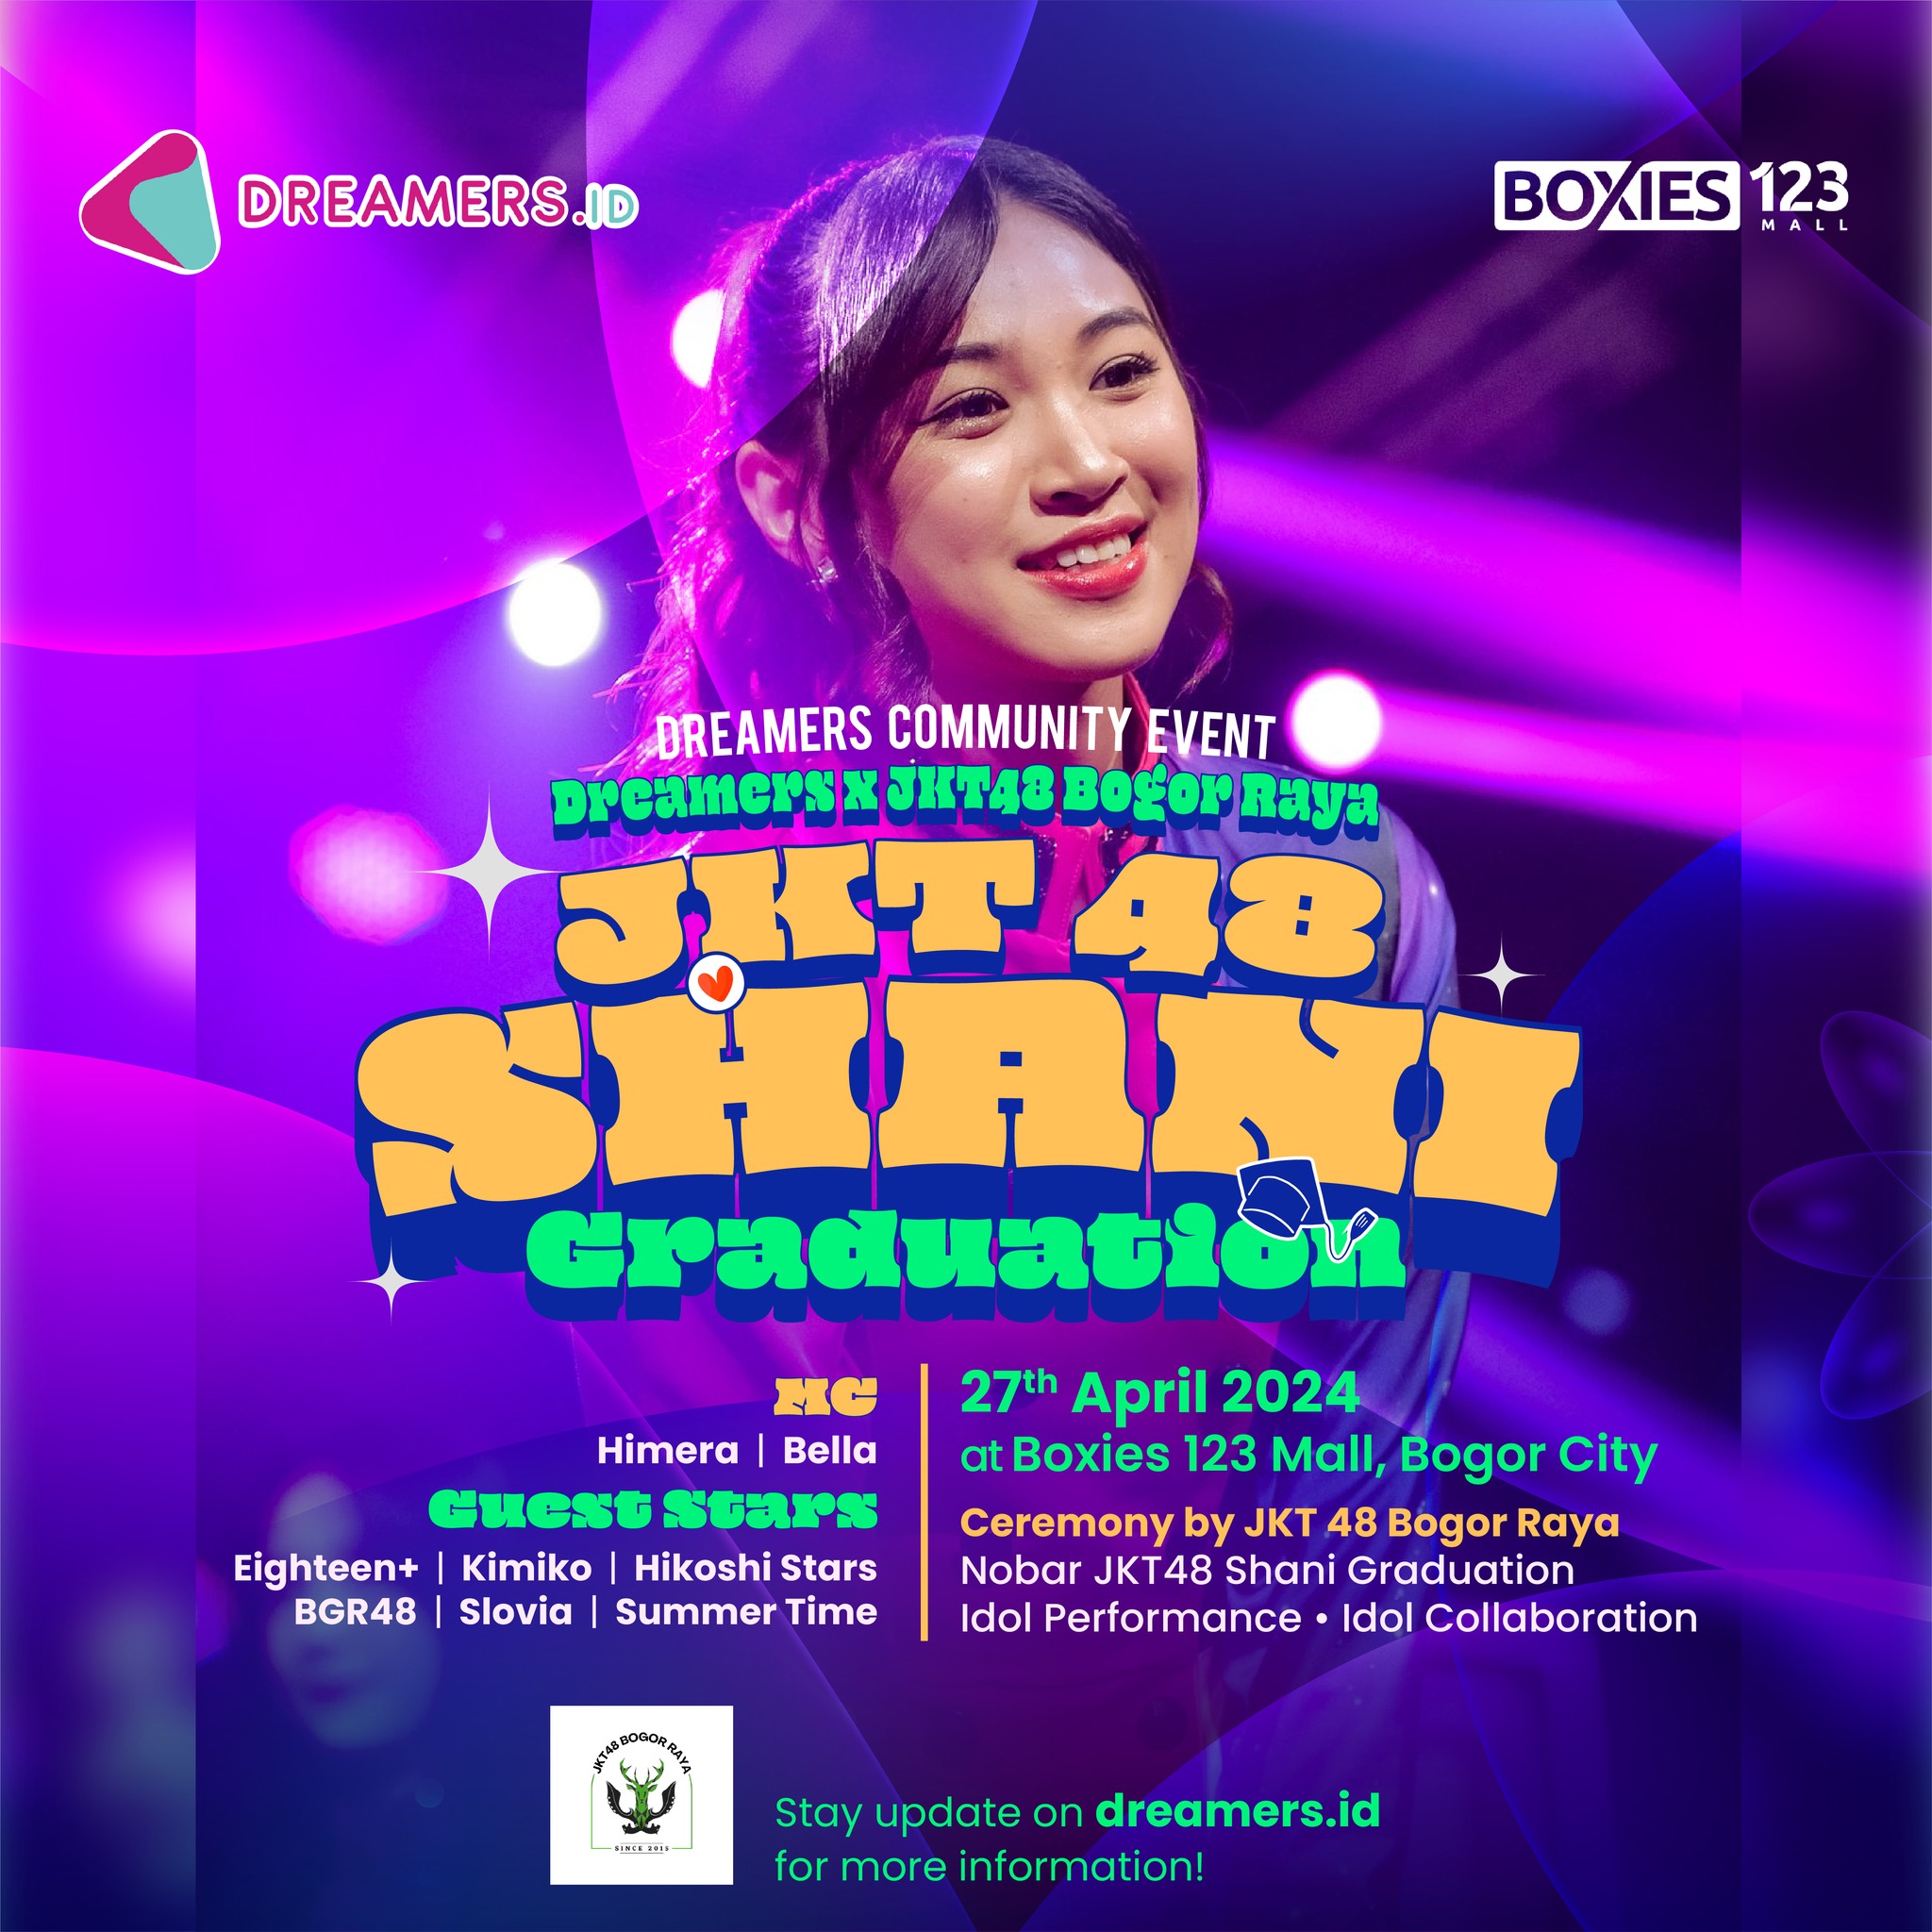 DREAMERS.ID
BOXIES 123
MALL
DREAMERS COMMUNITY EVENT
Dreamers x JKT48 Bogor Raya
JKT 48
SHANI
Graduation
MC
Himera | Bella
Guest Stars
Eighteen+ | Kimiko | Hikoshi Stars
BGR48 | Slovia | Summer Time
27th April 2024
at Boxies 123 Mall, Bogor City
Ceremony by JKT 48 Bogor Raya
Nobar JKT48 Shani Graduation
Idol Performance • Idol Collaboration
JKT48 BOGOR RAYA
SINCE 2015
Stay update on dreamers.id
for more information!